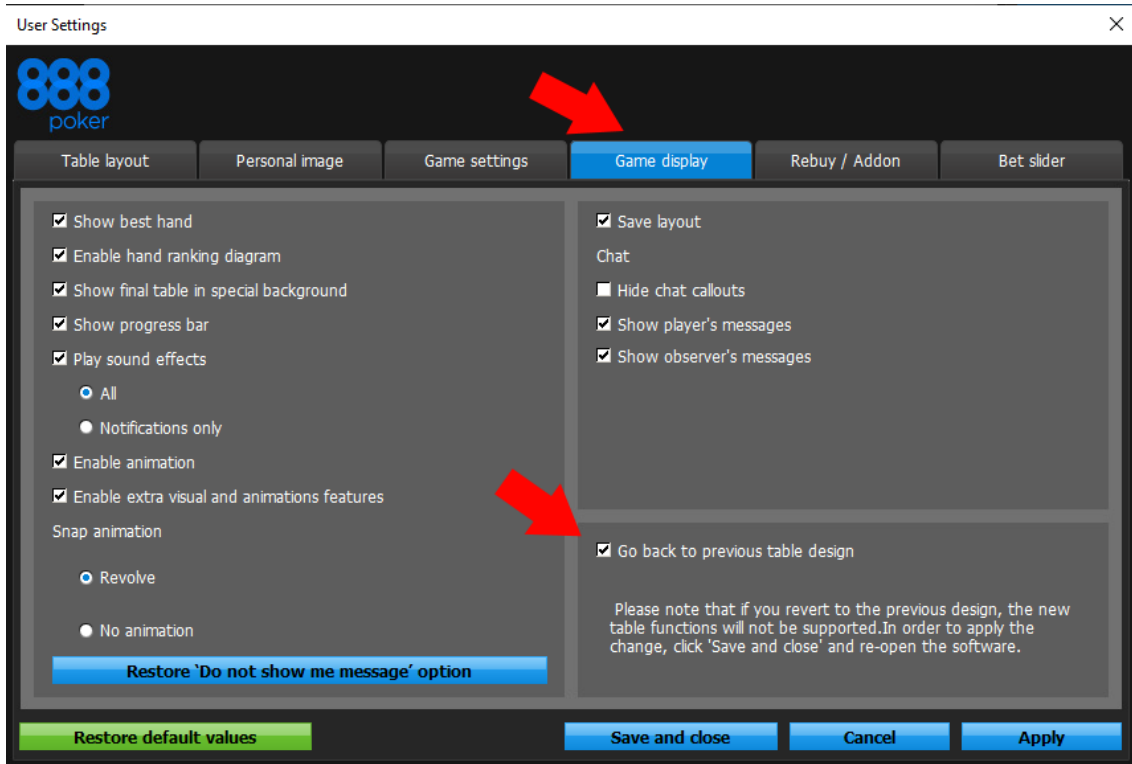 User Settings
888
poker
Table layout
Personal image
Game settings
Game display
Rebuy / Addon
Bet slider
Show best hand
Enable hand ranking diagram
Show final table in special background
Show progress bar
Play sound effects
All
Notifications only
Enable animation
Enable extra visual and animations features
Snap animation
Revolve
No animation
Restore ‘Do not show me message’ option
Save layout
Chat
Hide chat callouts
Show player's messages
Show observer's messages
Go back to previous table design
Please note that if you revert to the previous design, the new
table functions will not be supported.In order to apply the
change, click 'Save and close' and re-open the software.
Restore default values
Save and close
Cancel
Apply